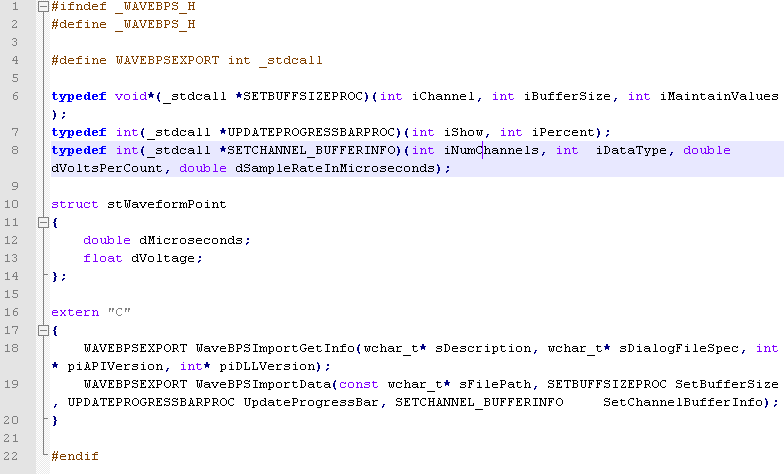 1 #ifndef _WAVEBPS_H
2 #define _WAVEBPS_H
3
4 #define WAVEBPSEXPORT int _stdcall
5
6 typedef void*(_stdcall *SETBUFFSIZEPROC)(int iChannel, int iBufferSize, int iMaintainValues
);
7 typedef int(_stdcall *UPDATEPROGRESSBARPROC)(int iShow, int iPercent);
8 typedef int(_stdcall *SETCHANNEL_BUFFERINFO)(int iNumChannels, int  iDataType, double
dVoltsPerCount, double dSampleRateInMicroseconds);
9
10 struct stWaveformPoint
11 {
12     double dMicroseconds;
13     float dVoltage;
14 };
15
16 extern "C"
17 {
18     WAVEBPSEXPORT WaveBPSImportGetInfo(wchar_t* sDescription, wchar_t* sDialogFileSpec, int
* piAPIVersion, int* piDLLVersion);
19     WAVEBPSEXPORT WaveBPSImportData(const wchar_t* sFilePath, SETBUFFSIZEPROC SetBufferSize
, UPDATEPROGRESSBARPROC UpdateProgressBar, SETCHANNEL_BUFFERINFO     SetChannelBufferInfo);
20 }
21
22 #endif